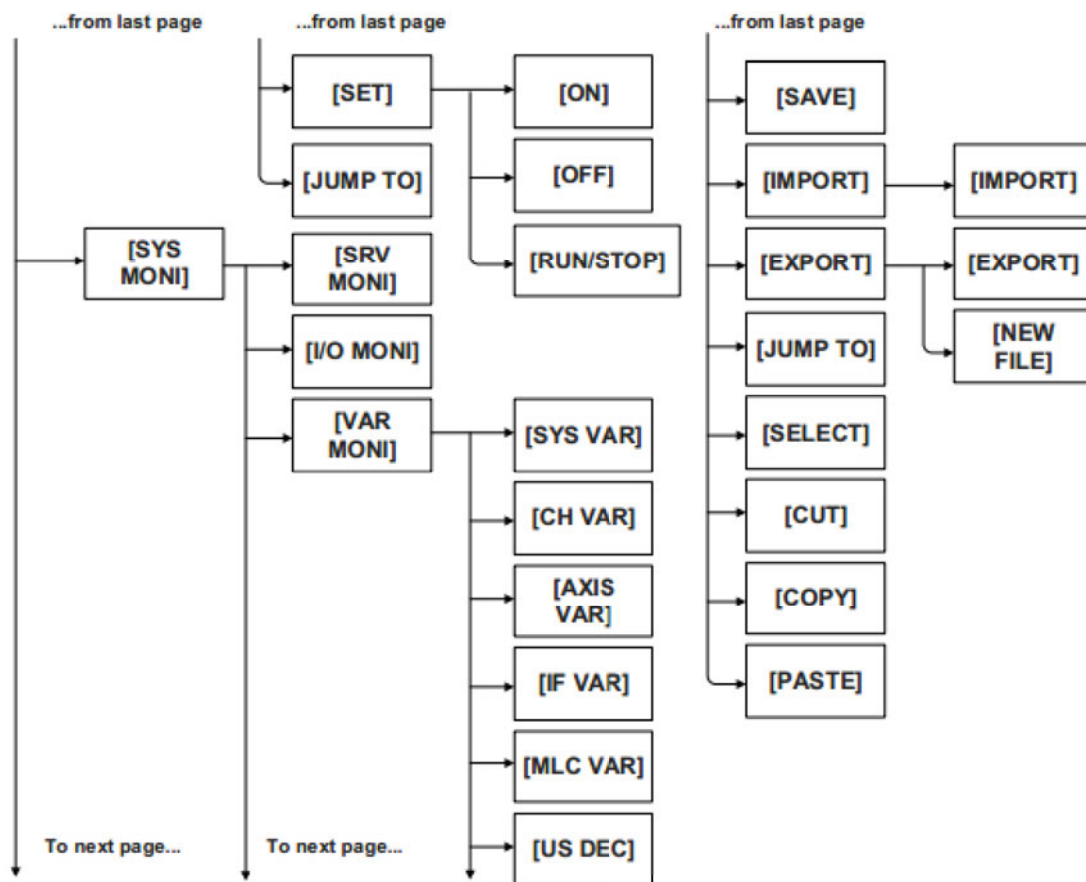 ...from last page
...from last page
...from last page
[SET]
[ON]
[OFF]
[RUN/STOP]
[JUMP TO]
[SYS
MONI]
[SRV
MONI]
[I/O MONI]
[VAR
MONI]
[SYS VAR]
[CH VAR]
[AXIS
VAR]
[IF VAR]
[MLC VAR]
[US DEC]
[SAVE]
[IMPORT]
[IMPORT]
[EXPORT]
[EXPORT]
[NEW
FILE]
[JUMP TO]
[SELECT]
[CUT]
[COPY]
[PASTE]
To next page...
To next page...